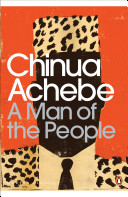 Chinua
Achebe
A Man of
the People